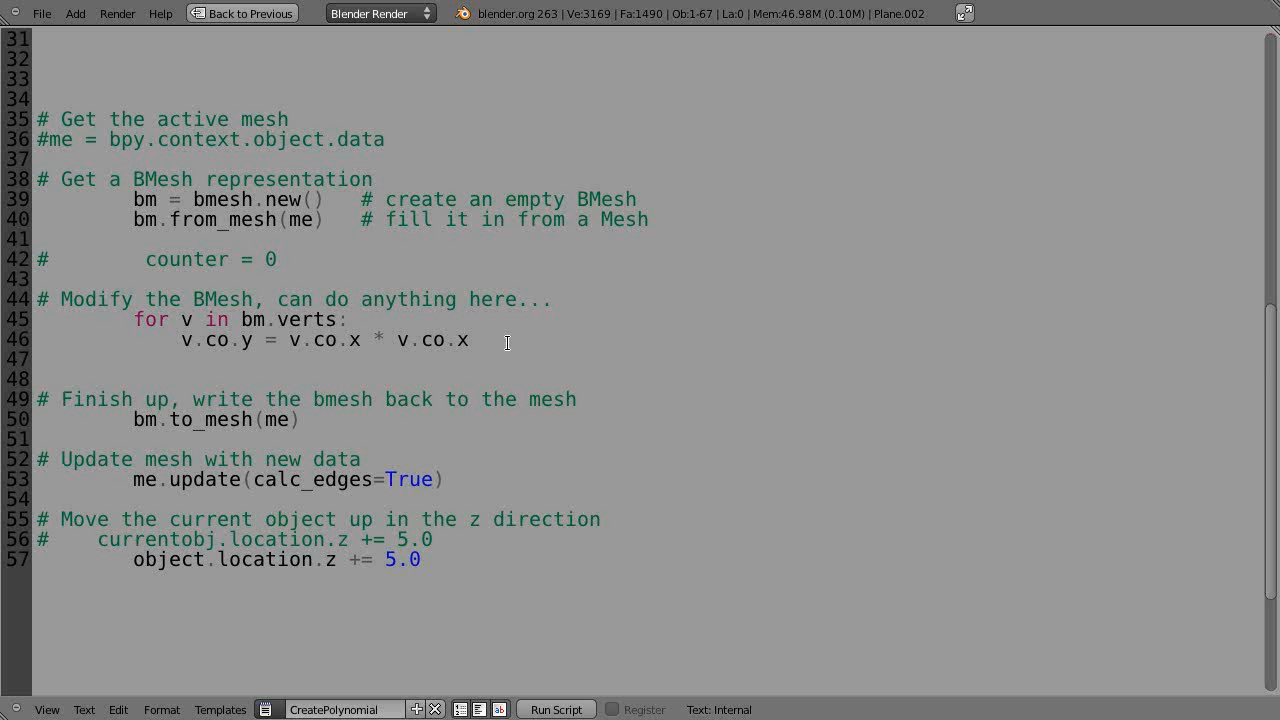 File Add Render Help Back to Previous Blender Render blender.org 263 | Ve:3169 | Fa:1490 | Ob:1-67 | La:0 | Mem:46.98M (0.10M) | Plane.002
31
32
33
34
35 # Get the active mesh
36 #me = bpy.context.object.data
37
38 # Get a BMesh representation
39         bm = bmesh.new()   # create an empty BMesh
40         bm.from_mesh(me)   # fill it in from a Mesh
41
42 #        counter = 0
43
44 # Modify the BMesh, can do anything here...
45         for v in bm.verts:
46             v.co.y = v.co.x * v.co.x
47
48
49 # Finish up, write the bmesh back to the mesh
50         bm.to_mesh(me)
51
52 # Update mesh with new data
53         me.update(calc_edges=True)
54
55 # Move the current object up in the z direction
56 #    currentobj.location.z += 5.0
57         object.location.z += 5.0
View Text Edit Format Templates CreatePolynomial Run Script Register Text: Internal